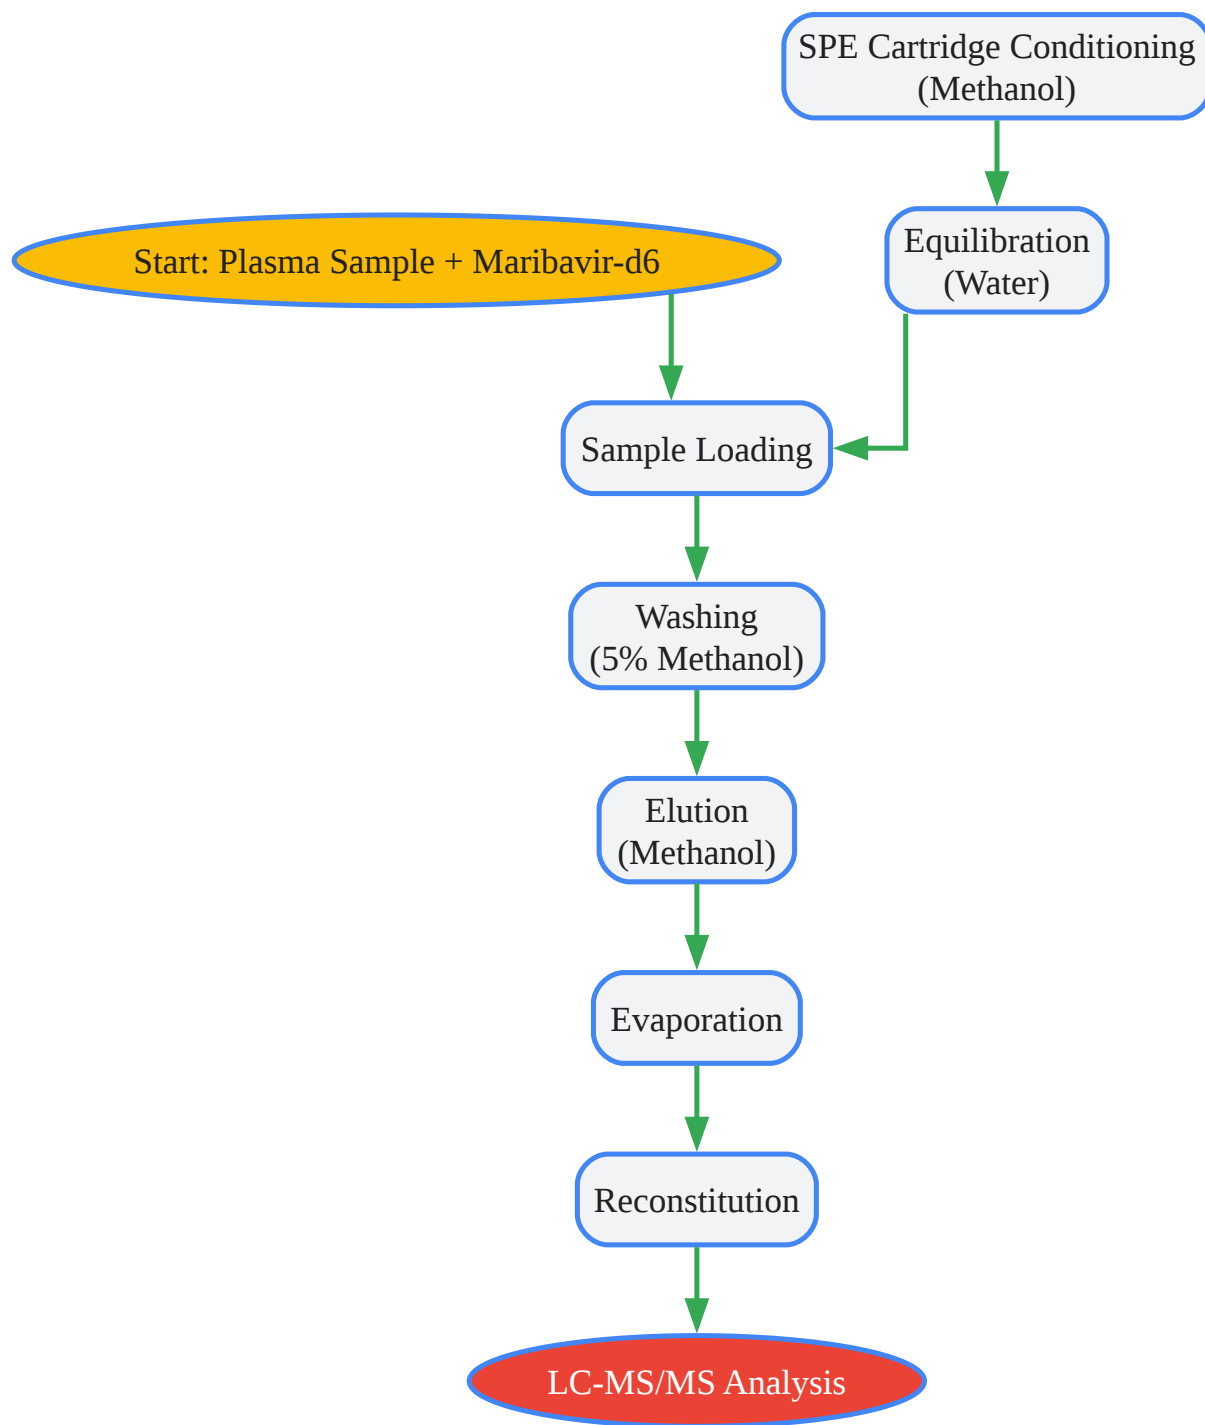 SPE Cartridge Conditioning
(Methanol)
Equilibration
(Water)
Start: Plasma Sample + Maribavir-d6
Sample Loading
Washing
(5% Methanol)
Elution
(Methanol)
Evaporation
Reconstitution
LC-MS/MS Analysis